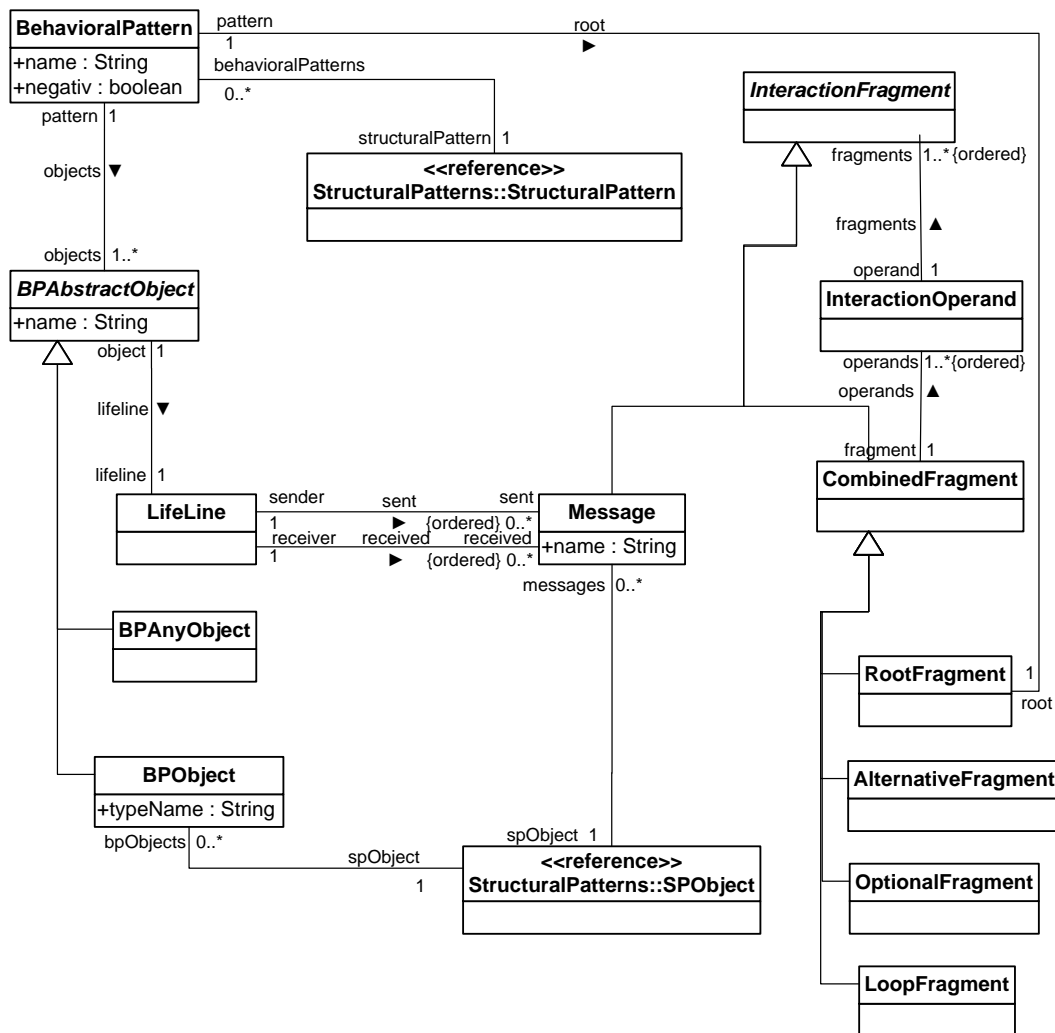 BehavioralPattern
+name : String
+negativ : boolean
pattern
1
root
►
1
root
behavioralPatterns
0..*
structuralPattern 1
<<reference>>
StructuralPatterns::StructuralPattern
pattern 1
objects ▼
objects 1..*
BPAbstractObject
+name : String
object 1
lifeline ▼
lifeline 1
LifeLine
sender sent sent
1 ► {ordered} 0..*
receiver received received
1 ► {ordered} 0..*
Message
+name : String
messages 0..*
InteractionFragment
fragments 1..* {ordered}
fragments ▲
operand 1
InteractionOperand
operands 1..*{ordered}
operands ▲
fragment 1
CombinedFragment
BPAnyObject
BPObject
+typeName : String
bpObjects 0..*
spObject
1
spObject 1
<<reference>>
StructuralPatterns::SPObject
RootFragment
AlternativeFragment
OptionalFragment
LoopFragment